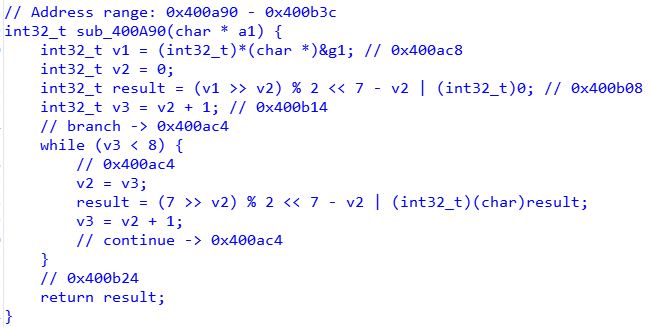 // Address range: 0x400a90 - 0x400b3c
int32_t sub_400A90(char * a1) {
    int32_t v1 = (int32_t)*(char *)&g1; // 0x400ac8
    int32_t v2 = 0;
    int32_t result = (v1 >> v2) % 2 << 7 - v2 | (int32_t)0; // 0x400b08
    int32_t v3 = v2 + 1; // 0x400b14
    // branch -> 0x400ac4
    while (v3 < 8) {
        // 0x400ac4
        v2 = v3;
        result = (7 >> v2) % 2 << 7 - v2 | (int32_t)(char)result;
        v3 = v2 + 1;
        // continue -> 0x400ac4
    }
    // 0x400b24
    return result;
}